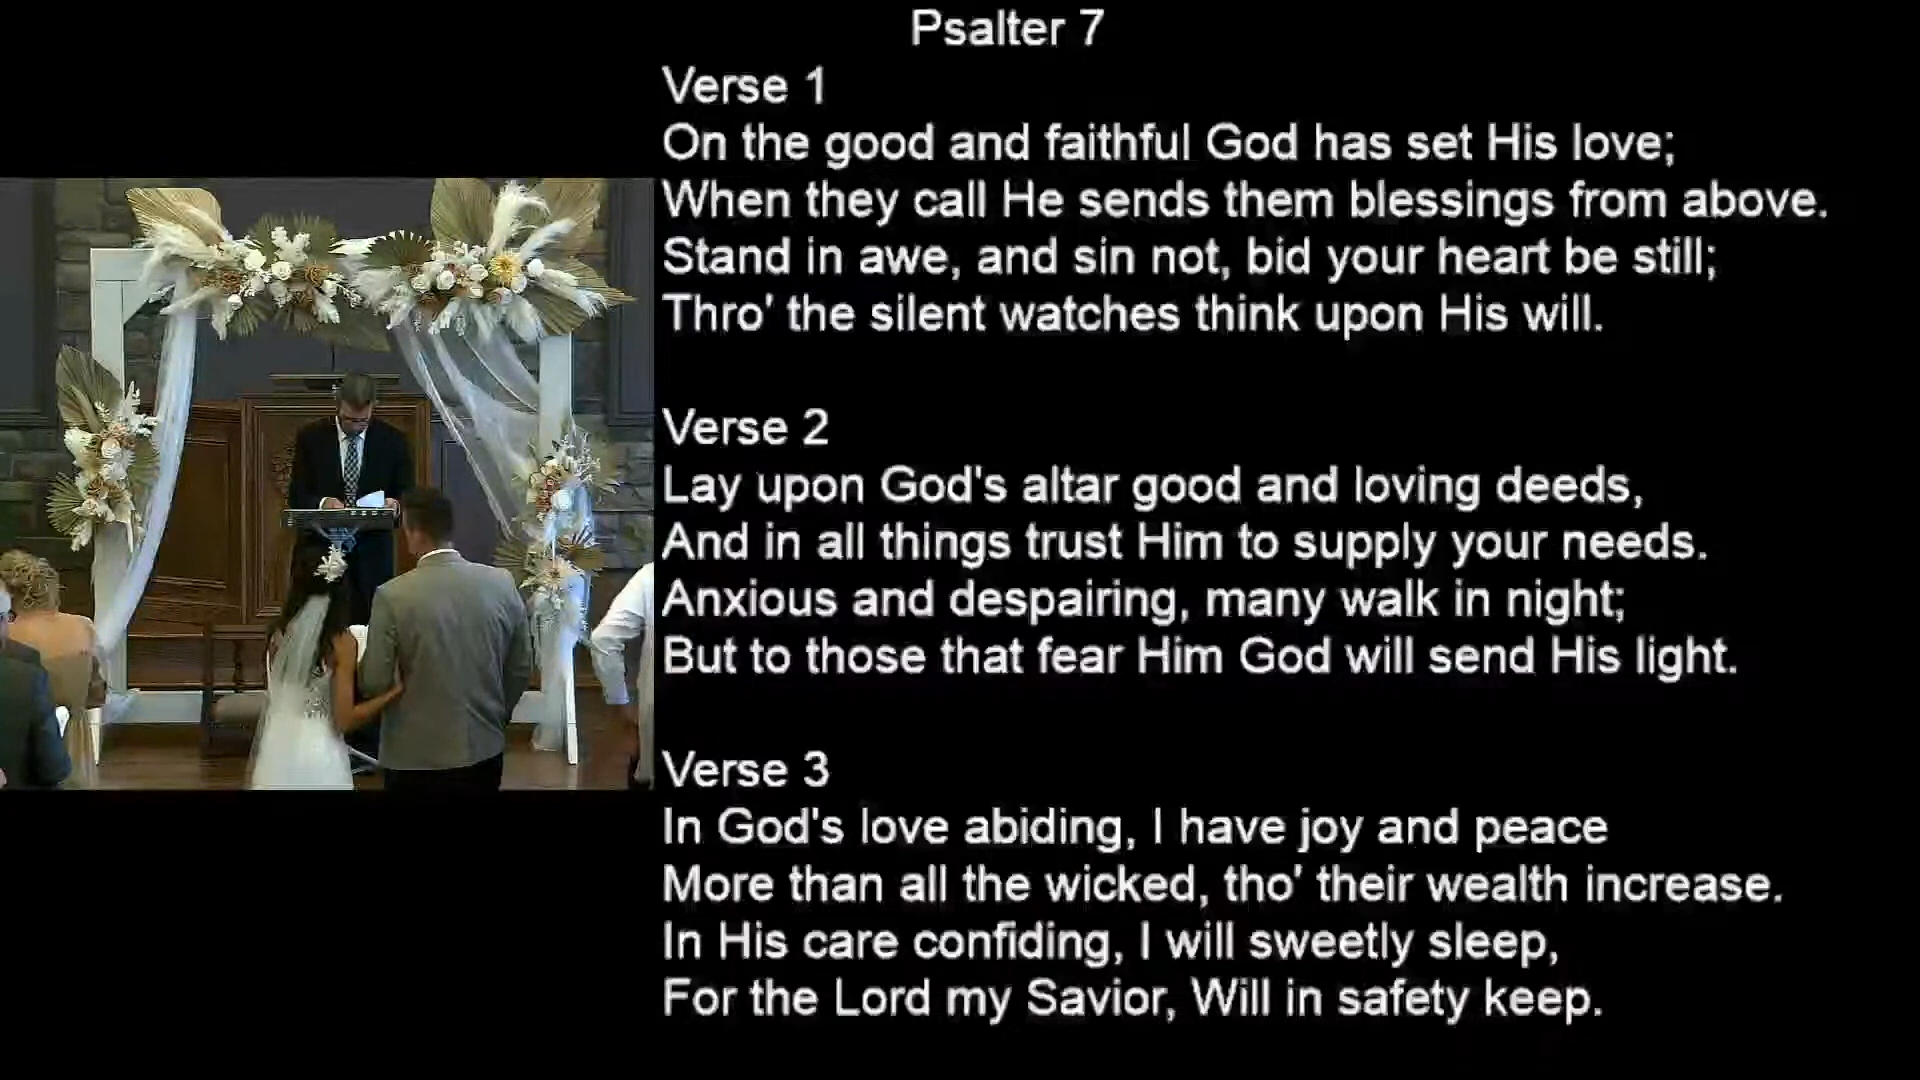 Psalter 7
Verse 1
On the good and faithful God has set His love;
When they call He sends them blessings from above.
Stand in awe, and sin not, bid your heart be still;
Thro' the silent watches think upon His will.
Verse 2
Lay upon God's altar good and loving deeds,
And in all things trust Him to supply your needs.
Anxious and despairing, many walk in night;
But to those that fear Him God will send His light.
Verse 3
In God's love abiding, I have joy and peace
More than all the wicked, tho' their wealth increase.
In His care confiding, I will sweetly sleep,
For the Lord my Savior, Will in safety keep.